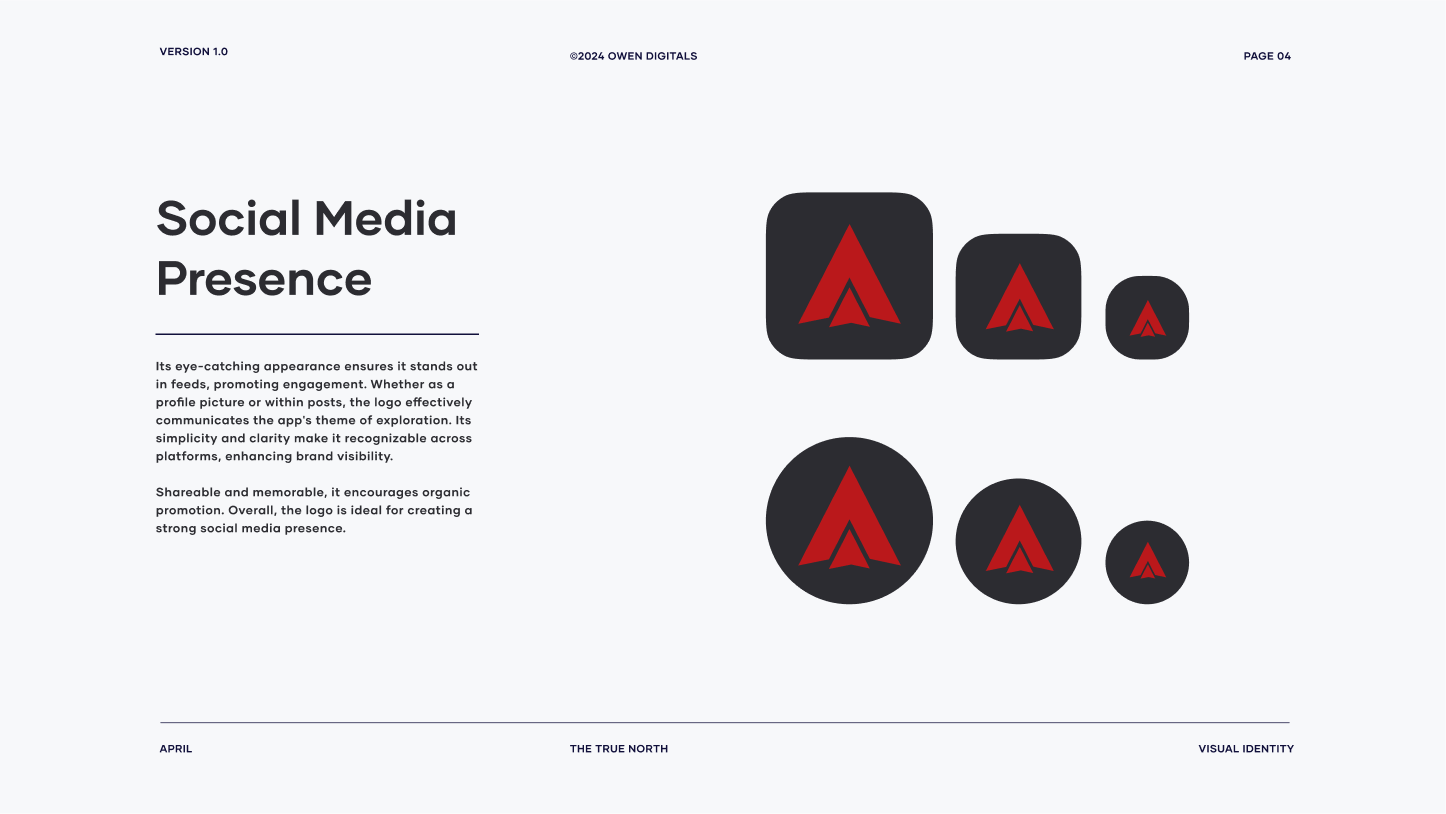 VERSION 1.0
©2024 OWEN DIGITALS
PAGE 04
Social Media
Presence
Its eye-catching appearance ensures it stands out
in feeds, promoting engagement. Whether as a
profile picture or within posts, the logo effectively
communicates the app's theme of exploration. Its
simplicity and clarity make it recognizable across
platforms, enhancing brand visibility.
Shareable and memorable, it encourages organic
promotion. Overall, the logo is ideal for creating a
strong social media presence.
APRIL
THE TRUE NORTH
VISUAL IDENTITY